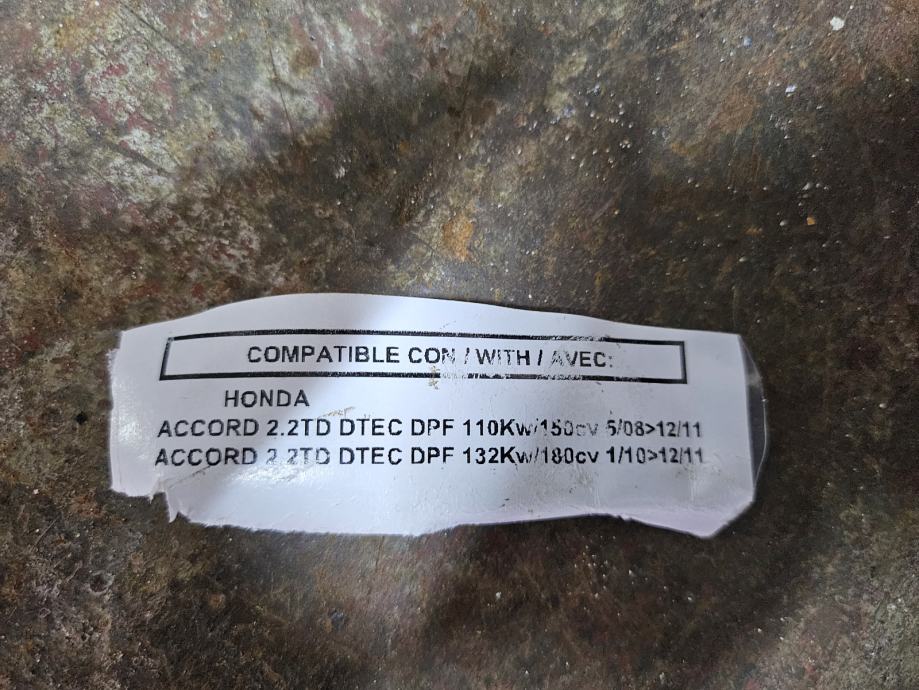 COMPATIBLE CON / WITH / AVEC:
HONDA
ACCORD 2.2TD DTEC DPF 110Kw/150cv 5/08>12/11
ACCORD 2.2TD DTEC DPF 132Kw/180cv 1/10>12/11